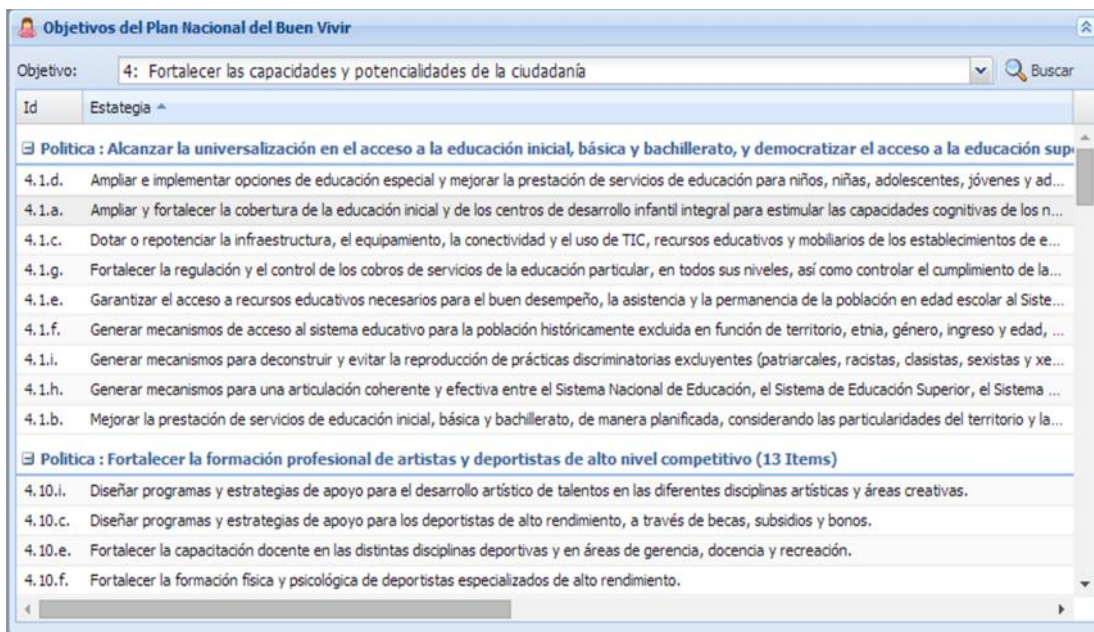 Objetivos del Plan Nacional del Buen Vivir
Objetivo: 4: Fortalecer las capacidades y potencialidades de la ciudadanía Buscar
Id Estategia
Politica : Alcanzar la universalización en el acceso a la educación inicial, básica y bachillerato, y democratizar el acceso a la educación supe
4.1.d. Ampliar e implementar opciones de educación especial y mejorar la prestación de servicios de educación para niños, niñas, adolescentes, jóvenes y ad...
4.1.a. Ampliar y fortalecer la cobertura de la educación inicial y de los centros de desarrollo infantil integral para estimular las capacidades cognitivas de los n...
4.1.c. Dotar o repotenciar la infraestructura, el equipamiento, la conectividad y el uso de TIC, recursos educativos y mobiliarios de los establecimientos de e...
4.1.g. Fortalecer la regulación y el control de los cobros de servicios de la educación particular, en todos sus niveles, así como controlar el cumplimiento de la...
4.1.e. Garantizar el acceso a recursos educativos necesarios para el buen desempeño, la asistencia y la permanencia de la población en edad escolar al Siste...
4.1.f. Generar mecanismos de acceso al sistema educativo para la población históricamente excluida en función de territorio, etnia, género, ingreso y edad, ...
4.1.i. Generar mecanismos para deconstruir y evitar la reproducción de prácticas discriminatorias excluyentes (patriarcales, racistas, clasistas, sexistas y xe...
4.1.h. Generar mecanismos para una articulación coherente y efectiva entre el Sistema Nacional de Educación, el Sistema de Educación Superior, el Sistema ...
4.1.b. Mejorar la prestación de servicios de educación inicial, básica y bachillerato, de manera planificada, considerando las particularidades del territorio y la...
Politica : Fortalecer la formación profesional de artistas y deportistas de alto nivel competitivo (13 Items)
4.10.i. Diseñar programas y estrategias de apoyo para el desarrollo artístico de talentos en las diferentes disciplinas artísticas y áreas creativas.
4.10.c. Diseñar programas y estrategias de apoyo para los deportistas de alto rendimiento, a través de becas, subsidios y bonos.
4.10.e. Fortalecer la capacitación docente en las distintas disciplinas deportivas y en áreas de gerencia, docencia y recreación.
4.10.f. Fortalecer la formación física y psicológica de deportistas especializados de alto rendimiento.